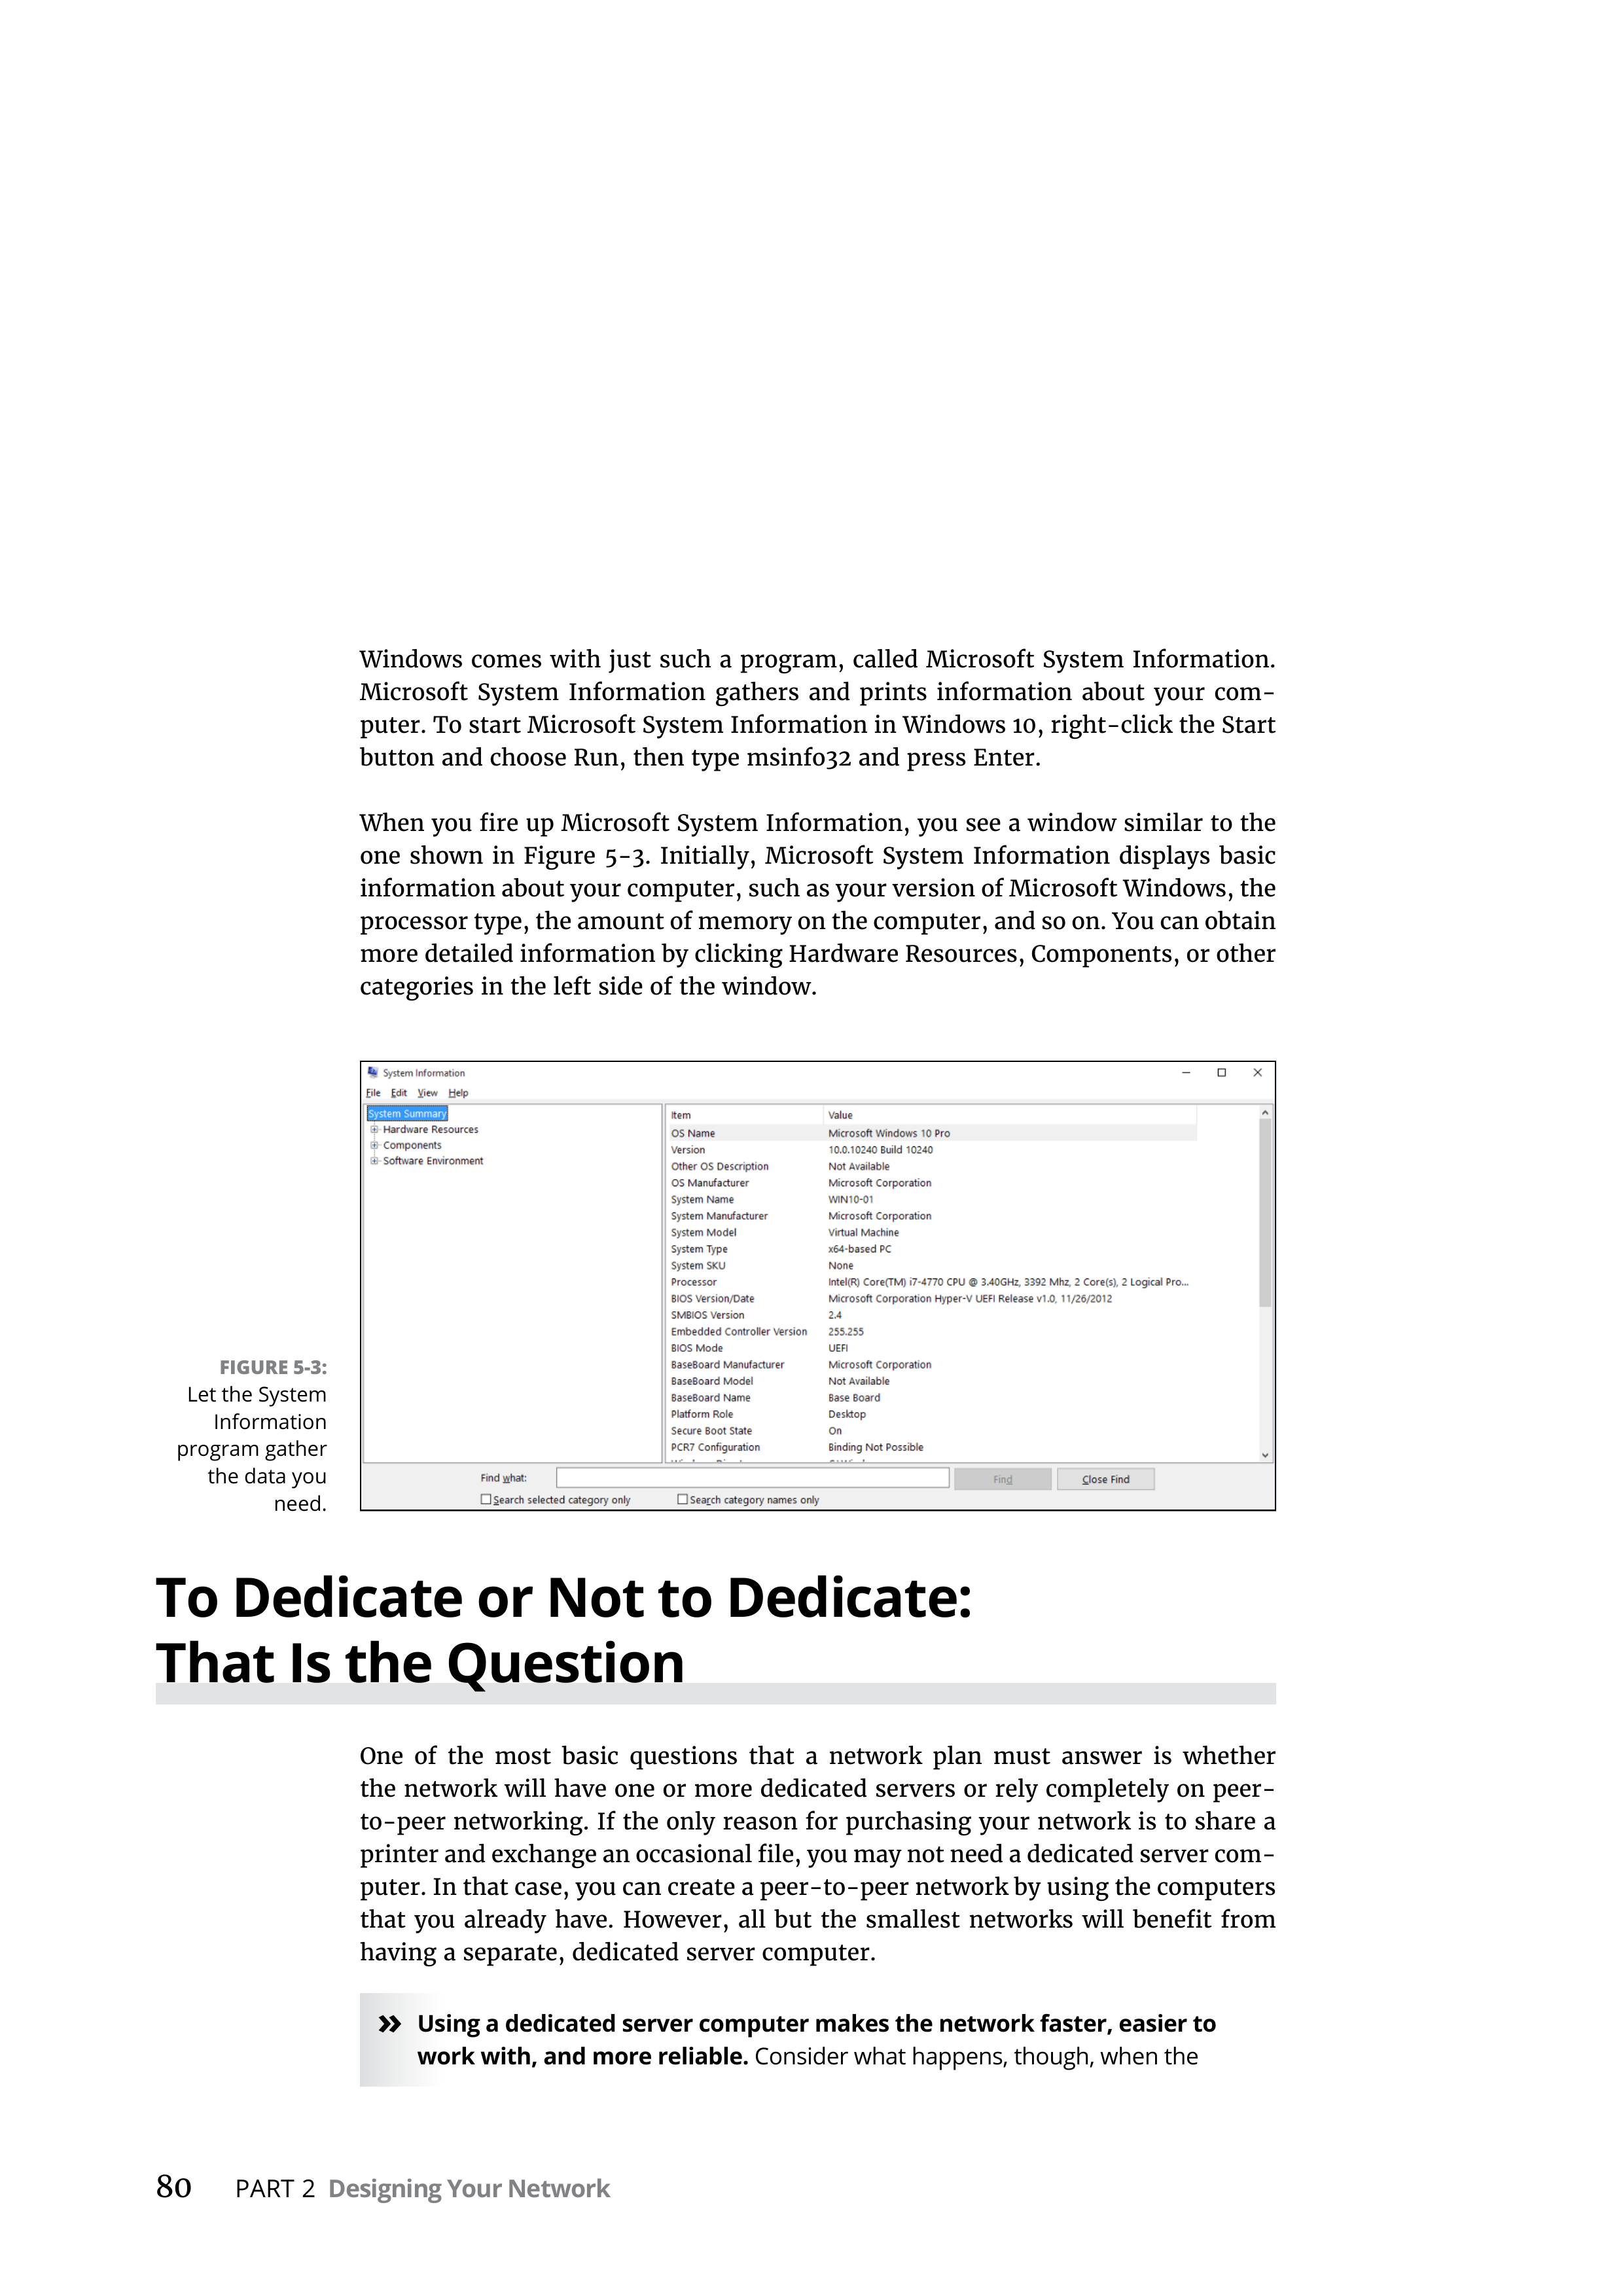 Windows comes with just such a program, called Microsoft System Information.
Microsoft System Information gathers and prints information about your com-
puter. To start Microsoft System Information in Windows 10, right-click the Start
button and choose Run, then type msinfo32 and press Enter.
When you fire up Microsoft System Information, you see a window similar to the
one shown in Figure 5-3. Initially, Microsoft System Information displays basic
information about your computer, such as your version of Microsoft Windows, the
processor type, the amount of memory on the computer, and so on. You can obtain
more detailed information by clicking Hardware Resources, Components, or other
categories in the left side of the window.
System Information
File Edit View Help
System Summary
Hardware Resources
Components
Software Environment
Item Value
OS Name Microsoft Windows 10 Pro
Version 10.0.10240 Build 10240
Other OS Description Not Available
OS Manufacturer Microsoft Corporation
System Name WIN10-01
System Manufacturer Microsoft Corporation
System Model Virtual Machine
System Type x64-based PC
System SKU None
Processor Intel(R) Core(TM) i7-4770 CPU @ 3.40GHz, 3392 Mhz, 2 Core(s), 2 Logical Pro...
BIOS Version/Date Microsoft Corporation Hyper-V UEFI Release v1.0, 11/26/2012
SMBIOS Version 2.4
Embedded Controller Version 255.255
BIOS Mode UEFI
BaseBoard Manufacturer Microsoft Corporation
BaseBoard Model Not Available
BaseBoard Name Base Board
Platform Role Desktop
Secure Boot State On
PCR7 Configuration Binding Not Possible
Find what: Find Close Find
Search selected category only Search category names only
FIGURE 5-3:
Let the System
Information
program gather
the data you
need.
To Dedicate or Not to Dedicate:
That Is the Question
One of the most basic questions that a network plan must answer is whether
the network will have one or more dedicated servers or rely completely on peer-
to-peer networking. If the only reason for purchasing your network is to share a
printer and exchange an occasional file, you may not need a dedicated server com-
puter. In that case, you can create a peer-to-peer network by using the computers
that you already have. However, all but the smallest networks will benefit from
having a separate, dedicated server computer.
» Using a dedicated server computer makes the network faster, easier to
work with, and more reliable. Consider what happens, though, when the
80 PART 2 Designing Your Network